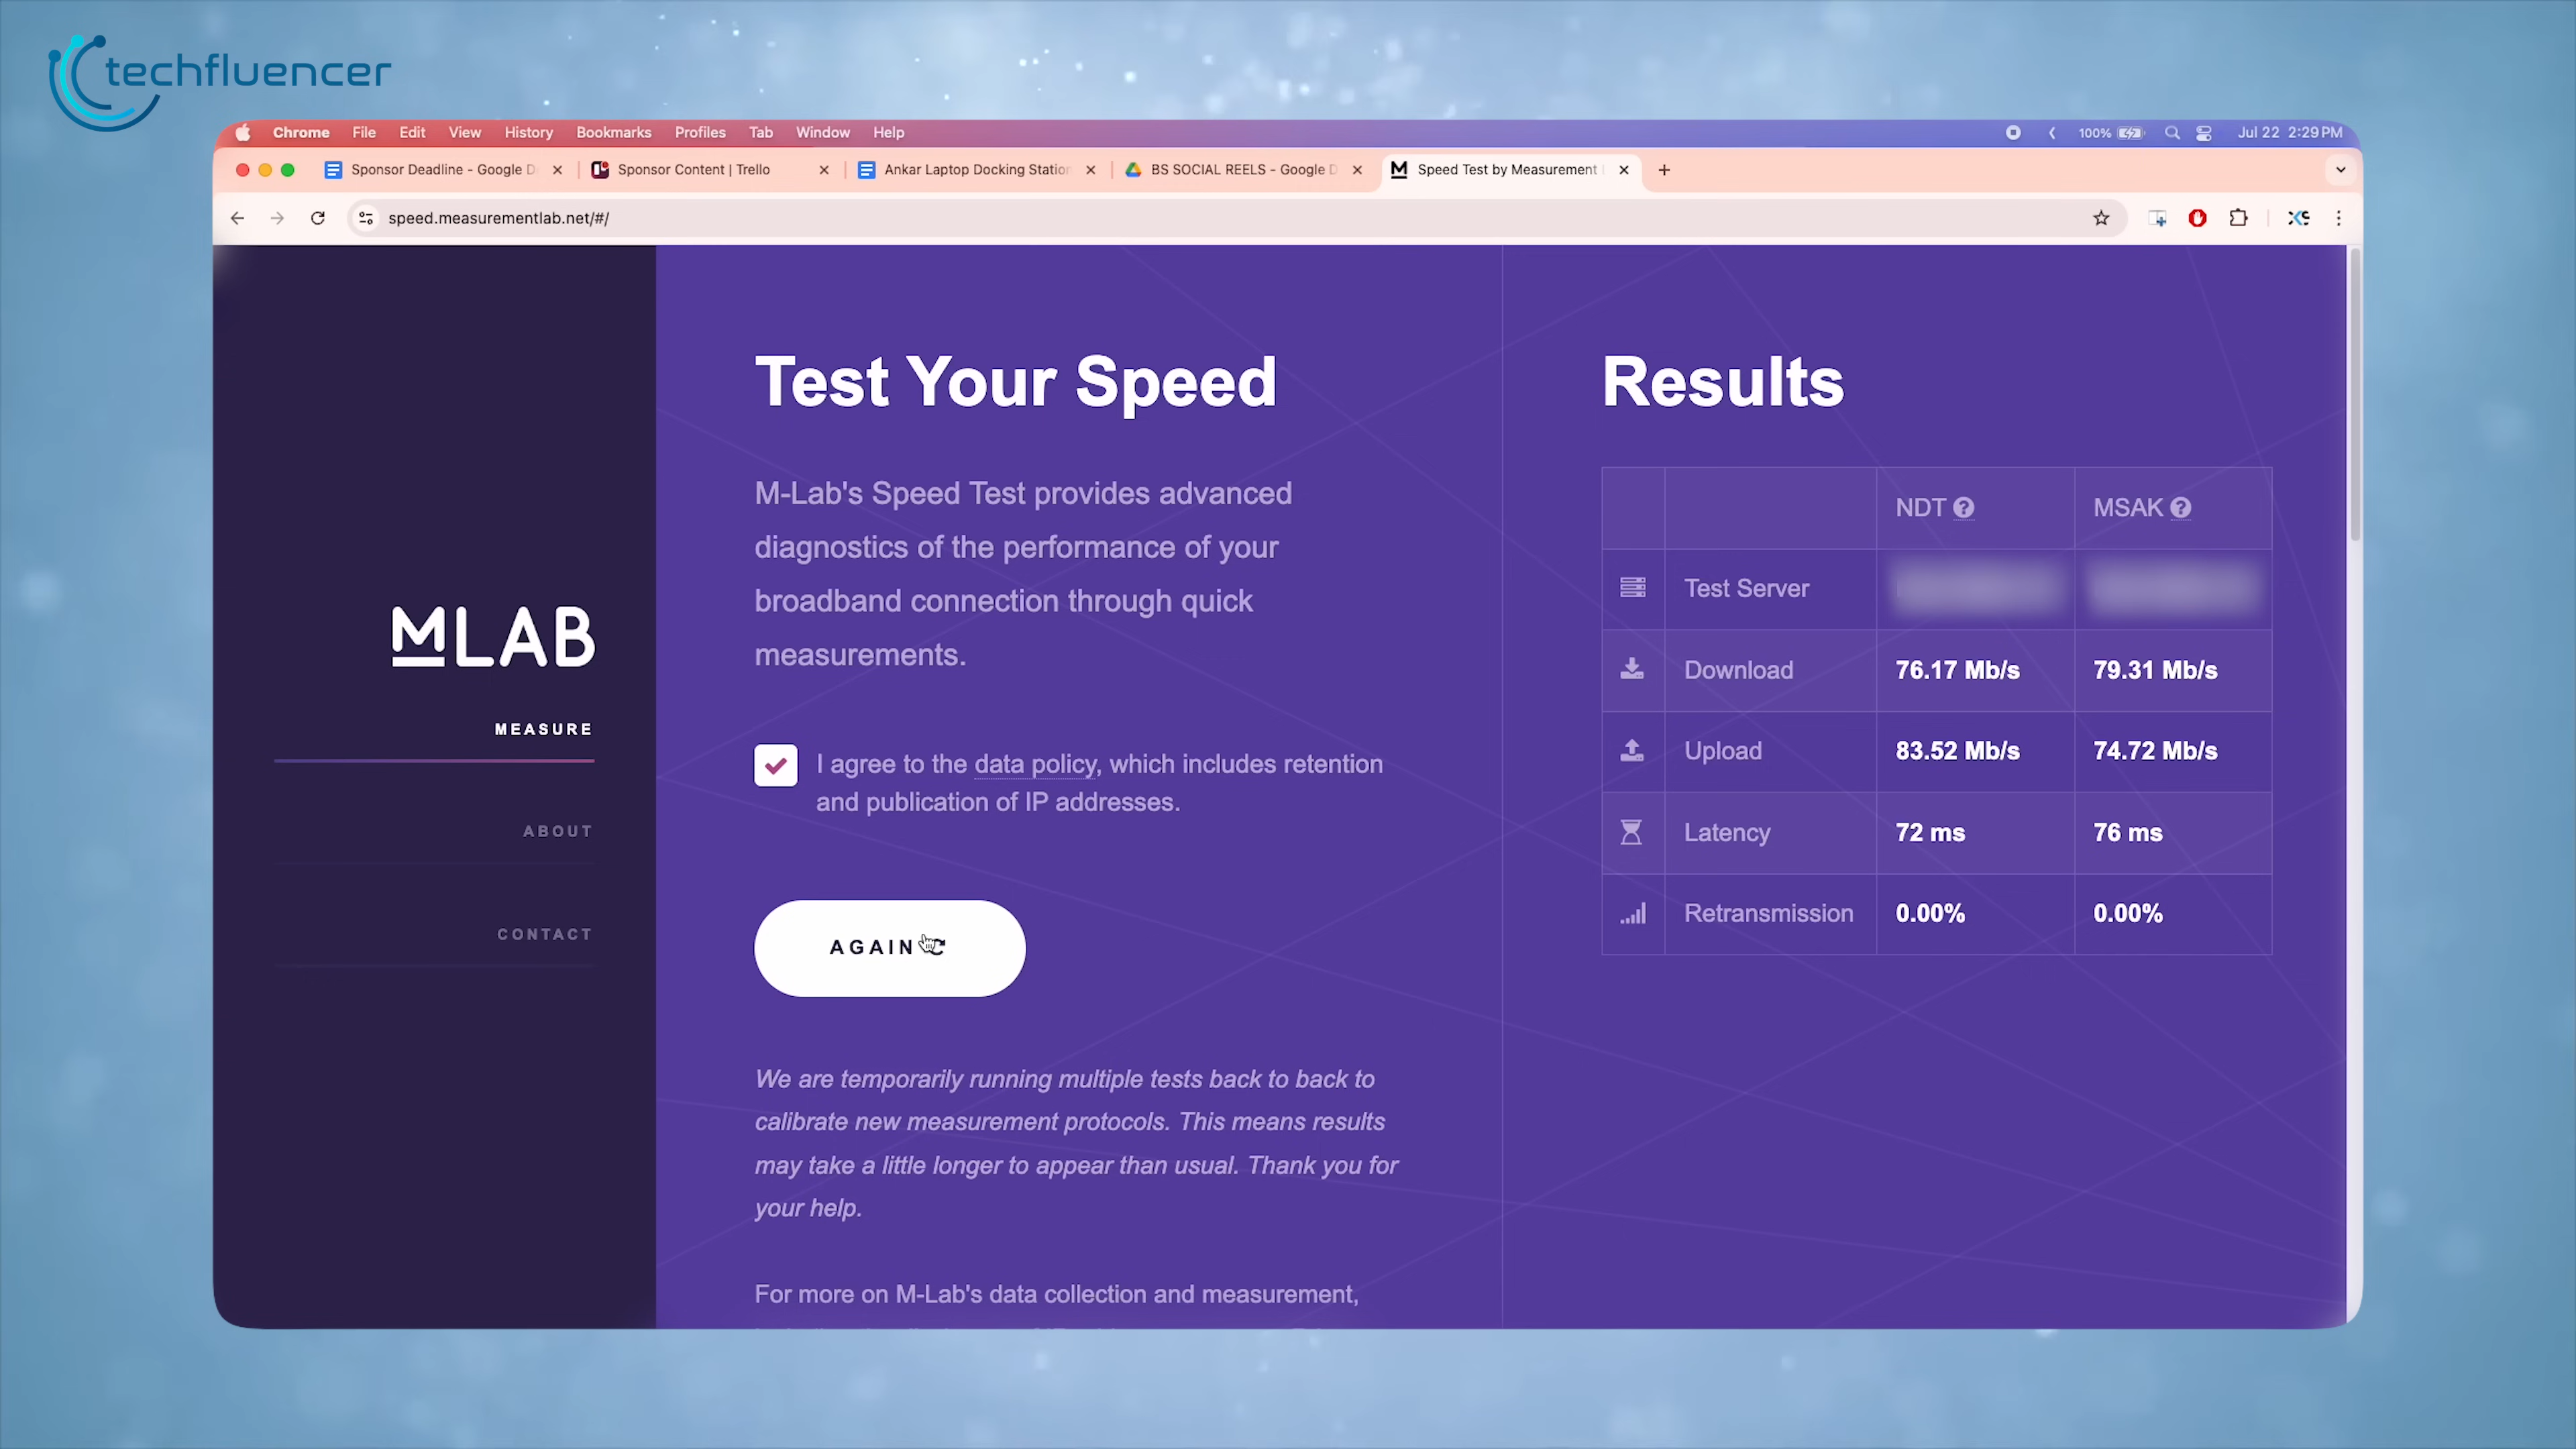 techfluencer
Chrome File Edit View History Bookmarks Profiles Tab Window Help 100% Jul 22 2:29 PM
Sponsor Deadline - Google D Sponsor Content | Trello Ankar Laptop Docking Station BS SOCIAL REELS - Google D Speed Test by Measurement
speed.measurementlab.net/#/
MLAB
MEASURE
ABOUT
CONTACT
Test Your Speed
M-Lab's Speed Test provides advanced
diagnostics of the performance of your
broadband connection through quick
measurements.
I agree to the data policy, which includes retention
and publication of IP addresses.
AGAIN
We are temporarily running multiple tests back to back to
calibrate new measurement protocols. This means results
may take a little longer to appear than usual. Thank you for
your help.
For more on M-Lab's data collection and measurement,
Results
NDT ? MSAK ?
Test Server
Download 76.17 Mb/s 79.31 Mb/s
Upload 83.52 Mb/s 74.72 Mb/s
Latency 72 ms 76 ms
Retransmission 0.00% 0.00%